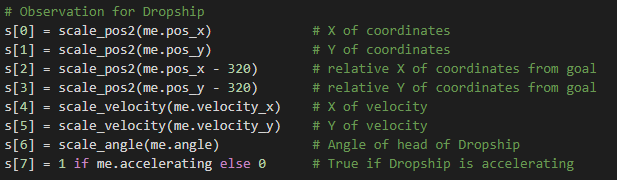 # Observation for Dropship
s[0] = scale_pos2(me.pos_x) # X of coordinates
s[1] = scale_pos2(me.pos_y) # Y of coordinates
s[2] = scale_pos2(me.pos_x - 320) # relative X of coordinates from goal
s[3] = scale_pos2(me.pos_y - 320) # relative Y of coordinates from goal
s[4] = scale_velocity(me.velocity_x) # X of velocity
s[5] = scale_velocity(me.velocity_y) # Y of velocity
s[6] = scale_angle(me.angle) # Angle of head of Dropship
s[7] = 1 if me.accelerating else 0 # True if Dropship is accelerating